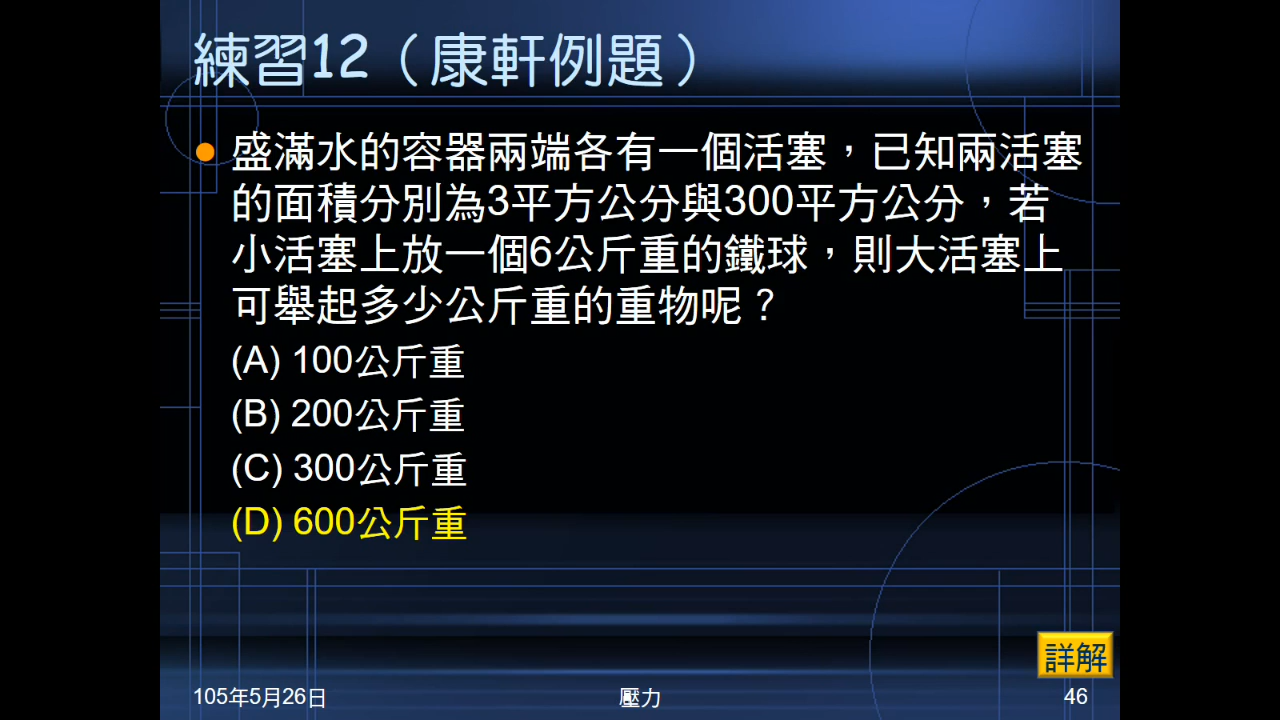 練習12（康軒例題）
盛滿水的容器兩端各有一個活塞，已知兩活塞
的面積分別為3平方公分與300平方公分，若
小活塞上放一個6公斤重的鐵球，則大活塞上
可舉起多少公斤重的重物呢？
(A) 100公斤重
(B) 200公斤重
(C) 300公斤重
(D) 600公斤重
詳解
105年5月26日
壓力
46